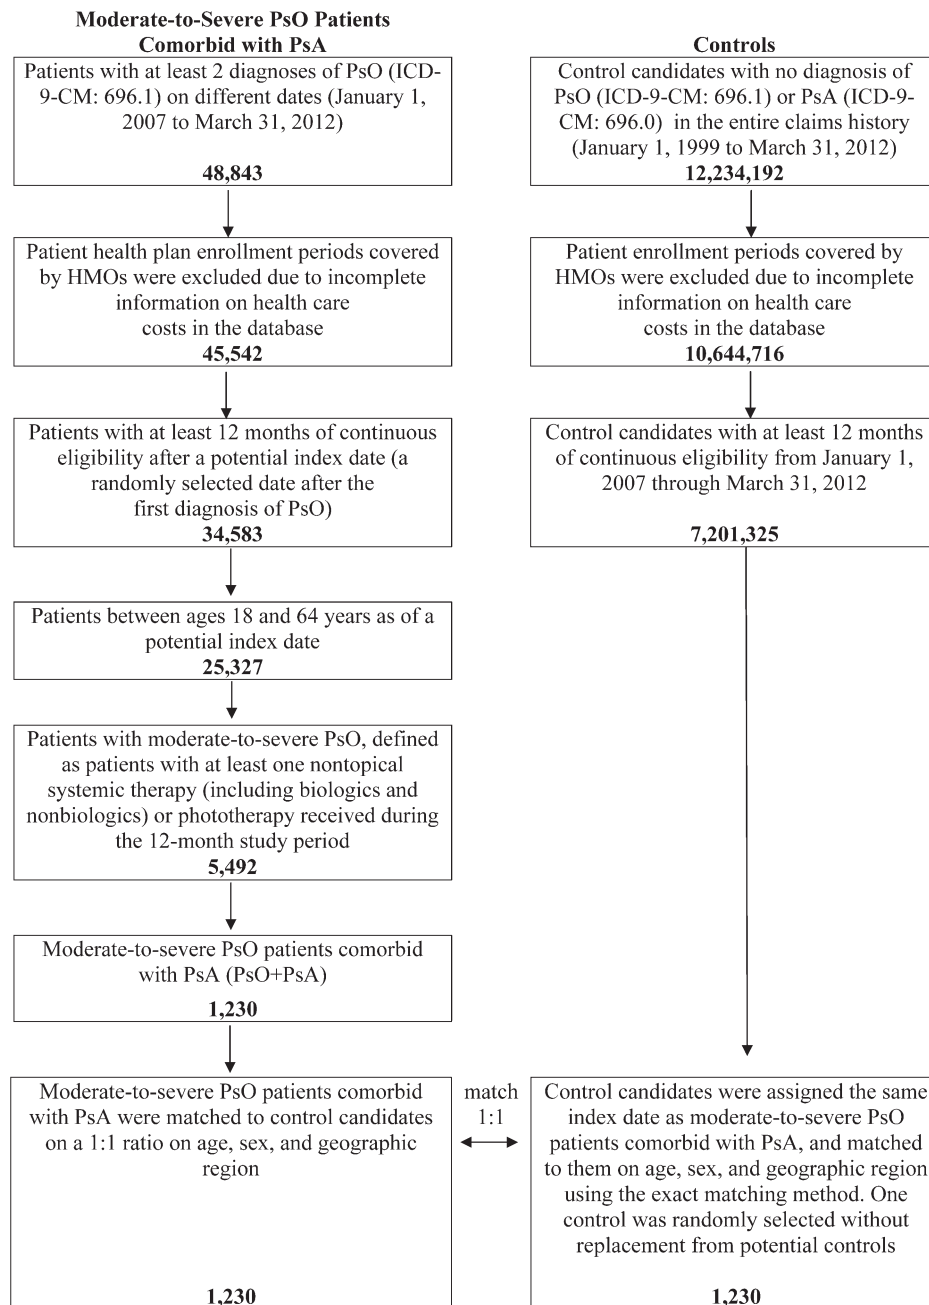 Moderate-to-Severe PsO Patients
Comorbid with PsA
Patients with at least 2 diagnoses of PsO (ICD-
9-CM: 696.1) on different dates (January 1,
2007 to March 31, 2012)
48,843
Patient health plan enrollment periods covered
by HMOs were excluded due to incomplete
information on health care
costs in the database
45,542
Patients with at least 12 months of continuous
eligibility after a potential index date (a
randomly selected date after the
first diagnosis of PsO)
34,583
Patients between ages 18 and 64 years as of a
potential index date
25,327
Patients with moderate-to-severe PsO, defined
as patients with at least one nontopical
systemic therapy (including biologics and
nonbiologics) or phototherapy received during
the 12-month study period
5,492
Moderate-to-severe PsO patients comorbid
with PsA (PsO+PsA)
1,230
Moderate-to-severe PsO patients comorbid
with PsA were matched to control candidates
on a 1:1 ratio on age, sex, and geographic
region
1,230
match
1:1
Controls
Control candidates with no diagnosis of
PsO (ICD-9-CM: 696.1) or PsA (ICD-9-
CM: 696.0) in the entire claims history
(January 1, 1999 to March 31, 2012)
12,234,192
Patient enrollment periods covered by
HMOs were excluded due to incomplete
information on health care
costs in the database
10,644,716
Control candidates with at least 12 months
of continuous eligibility from January 1,
2007 through March 31, 2012
7,201,325
Control candidates were assigned the same
index date as moderate-to-severe PsO
patients comorbid with PsA, and matched
to them on age, sex, and geographic region
using the exact matching method. One
control was randomly selected without
replacement from potential controls
1,230